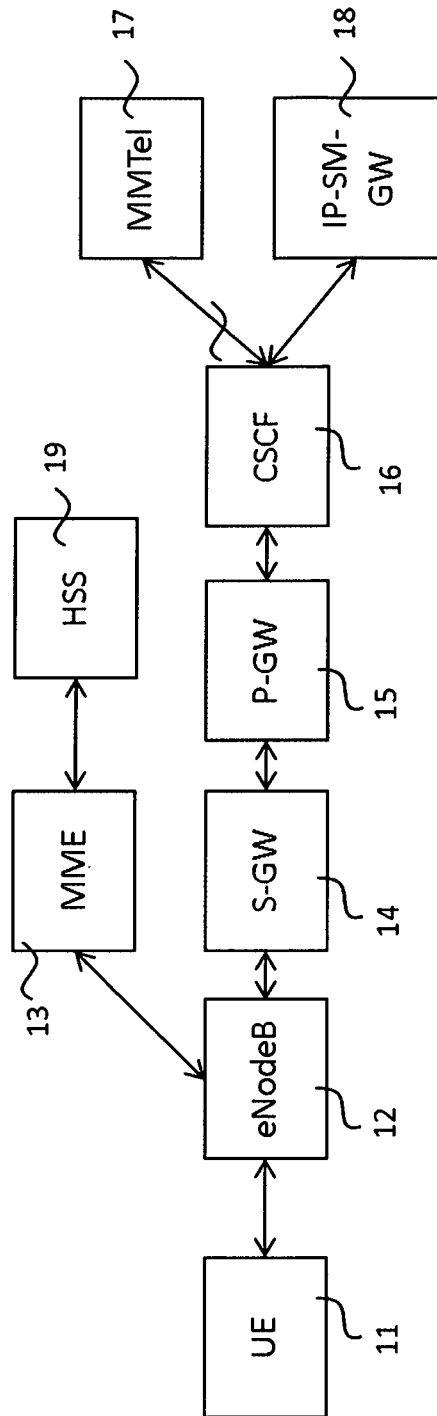 UE
11
eNodeB
12
MME
13
HSS
19
S-GW
14
P-GW
15
CSCF
16
MMTel
17
IP-SM-
GW
18